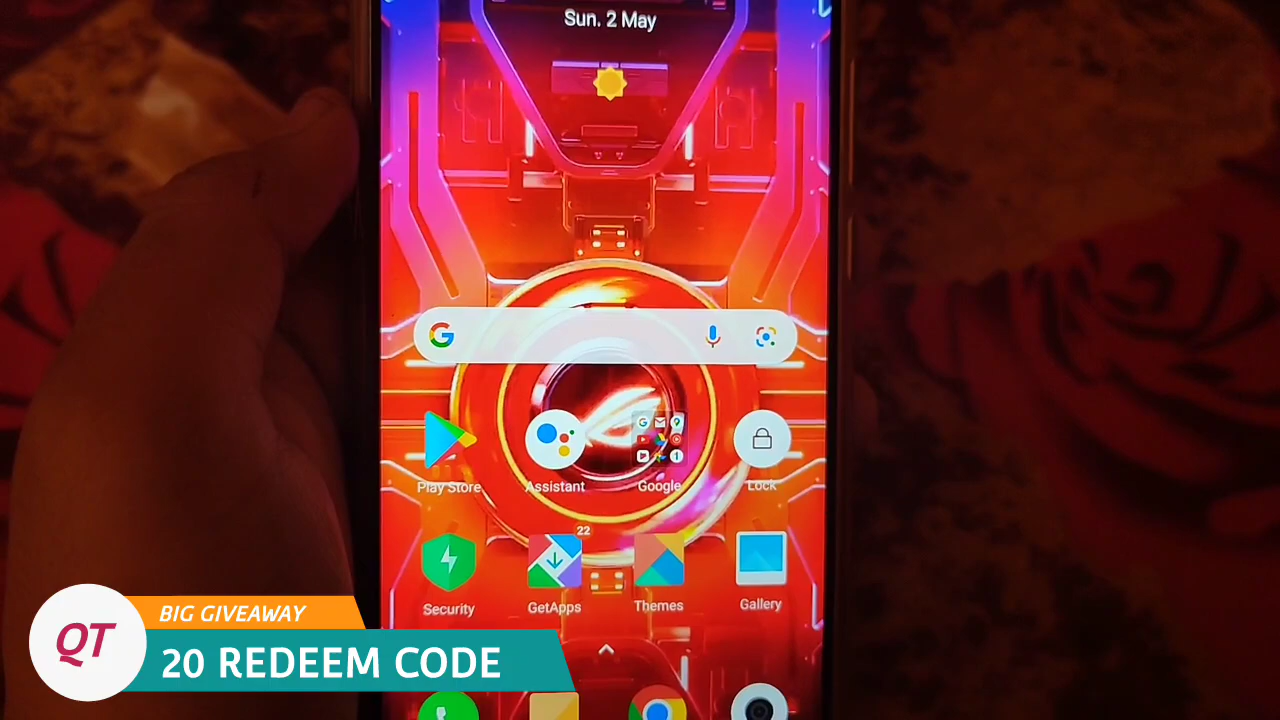 Sun. 2 May
Play Store
Assistant
Google
Lock
22
Security
GetApps
Themes
Gallery
BIG GIVEAWAY
QT
20 REDEEM CODE